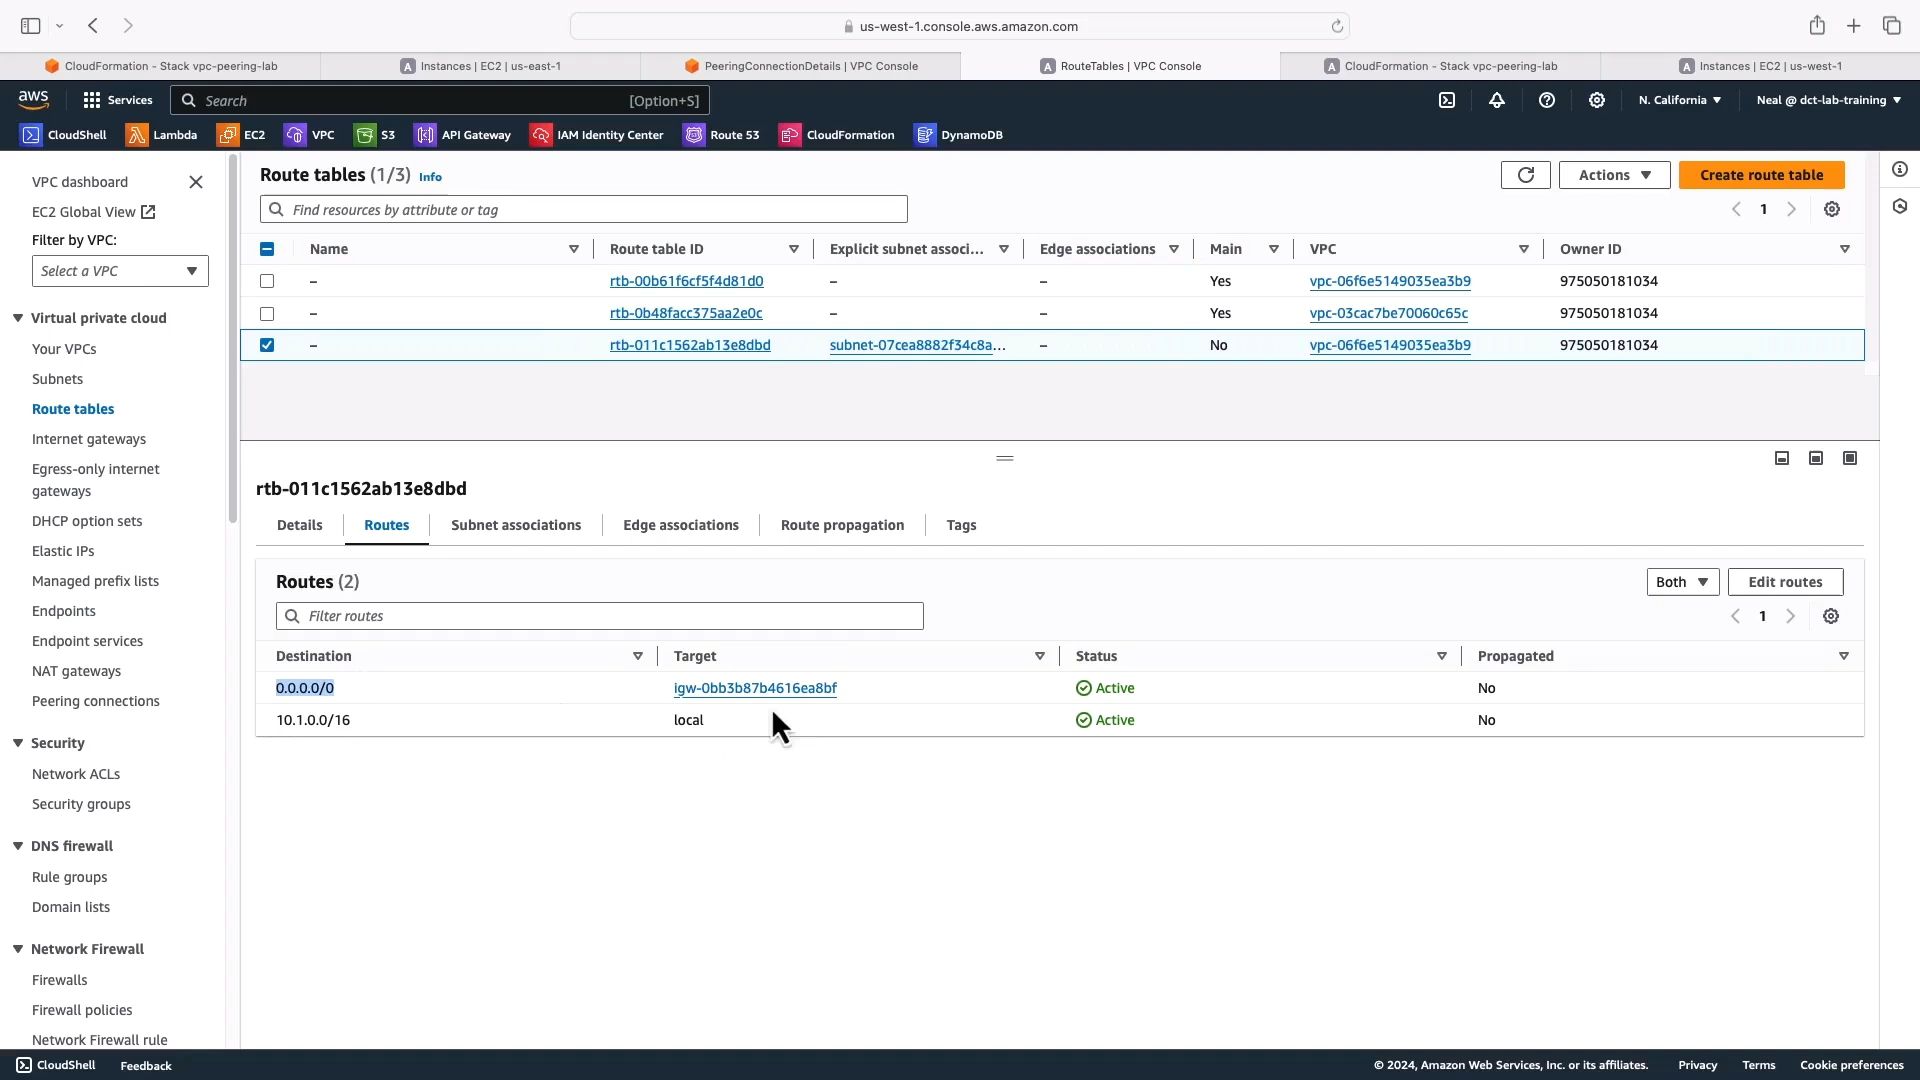 us-west-1.console.aws.amazon.com
CloudFormation - Stack vpc-peering-lab
Instances | EC2 | us-east-1
PeeringConnectionDetails | VPC Console
RouteTables | VPC Console
CloudFormation - Stack vpc-peering-lab
Instances | EC2 | us-west-1
aws Services Search [Option+S] N. California Neal @ dct-lab-training
CloudShell Lambda EC2 VPC S3 API Gateway IAM Identity Center Route 53 CloudFormation DynamoDB
VPC dashboard
EC2 Global View
Filter by VPC:
Select a VPC
Virtual private cloud
Your VPCs
Subnets
Route tables
Internet gateways
Egress-only internet
gateways
DHCP option sets
Elastic IPs
Managed prefix lists
Endpoints
Endpoint services
NAT gateways
Peering connections
Security
Network ACLs
Security groups
DNS firewall
Rule groups
Domain lists
Network Firewall
Firewalls
Firewall policies
Network Firewall rule
Route tables (1/3) Info
Actions
Create route table
Find resources by attribute or tag
1
Name Route table ID Explicit subnet associ... Edge associations Main VPC Owner ID
– rtb-00b61f6cf5f4d81d0 – – Yes vpc-06f6e5149035ea3b9 975050181034
– rtb-0b48facc375aa2e0c – – Yes vpc-03cac7be70060c65c 975050181034
– rtb-011c1562ab13e8dbd subnet-07cea8882f34c8a... – No vpc-06f6e5149035ea3b9 975050181034
rtb-011c1562ab13e8dbd
Details Routes Subnet associations Edge associations Route propagation Tags
Routes (2)
Both
Edit routes
Filter routes
1
Destination Target Status Propagated
0.0.0.0/0 igw-0bb3b87b4616ea8bf Active No
10.1.0.0/16 local Active No
CloudShell Feedback © 2024, Amazon Web Services, Inc. or its affiliates. Privacy Terms Cookie preferences